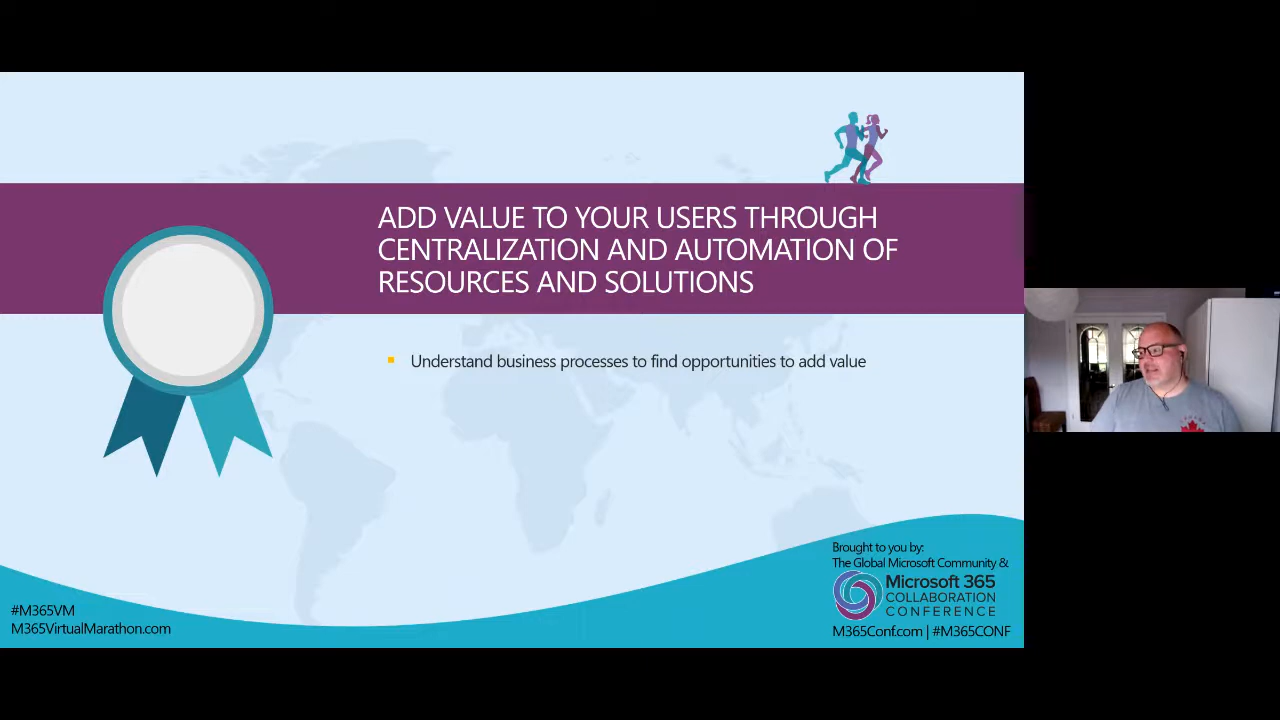 ADD VALUE TO YOUR USERS THROUGH
CENTRALIZATION AND AUTOMATION OF
RESOURCES AND SOLUTIONS
Understand business processes to find opportunities to add value
#M365VM
M365VirtualMarathon.com
Brought to you by:
The Global Microsoft Community &
Microsoft 365
COLLABORATION
CONFERENCE
M365Conf.com | #M365CONF